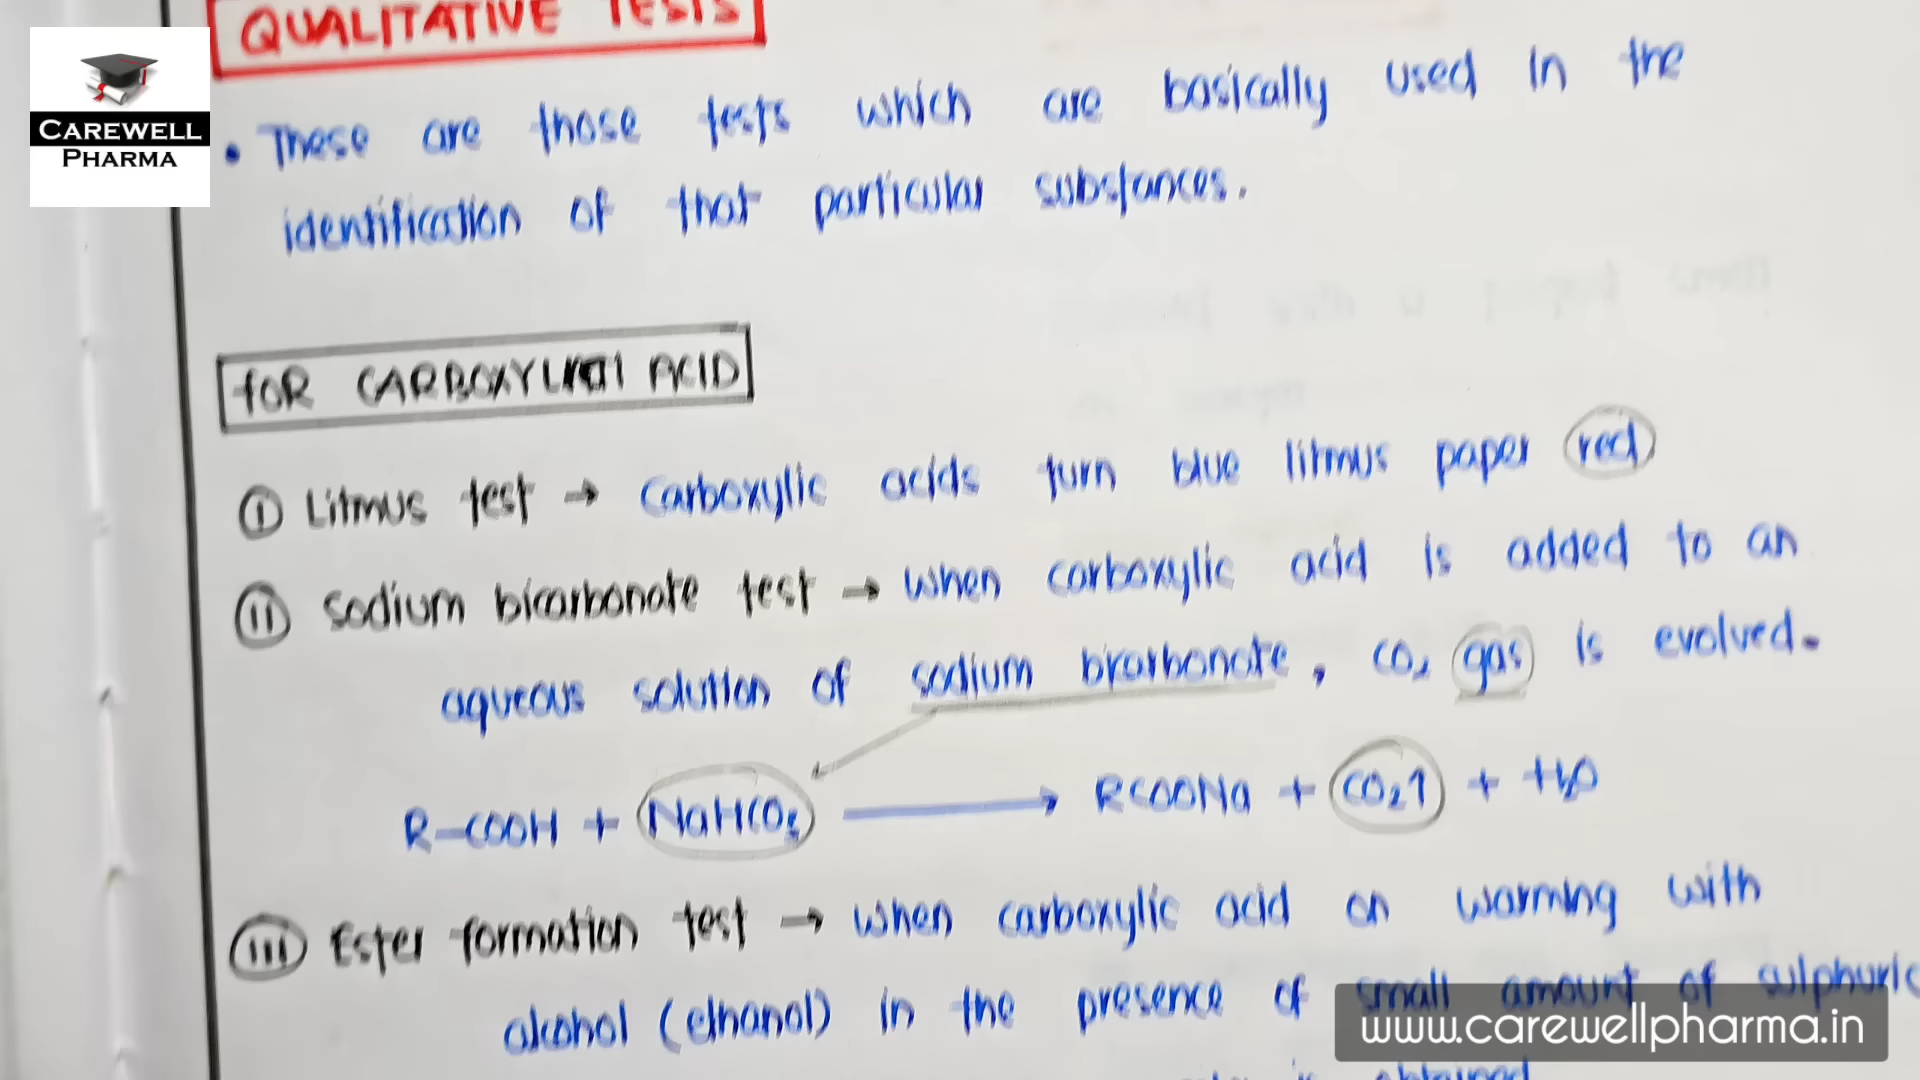 QUALITATIVE TESTS
CAREWELL
PHARMA
• These are those tests which are basically used in the
identification of that particular substances.
FOR CARBOXYLIC ACID
(i) Litmus test → Carboxylic acids turn blue litmus paper red
(ii) Sodium bicarbonate test → When carboxylic acid is added to an
aqueous solution of sodium bicarbonate, CO₂ gas is evolved.
R-COOH + NaHCO₃ → RCOONa + CO₂↑ + H₂O
(iii) Ester formation test → When carboxylic acid on warming with
alcohol (ethanol) in the presence of small amount of sulphuric
is obtained
www.carewellpharma.in